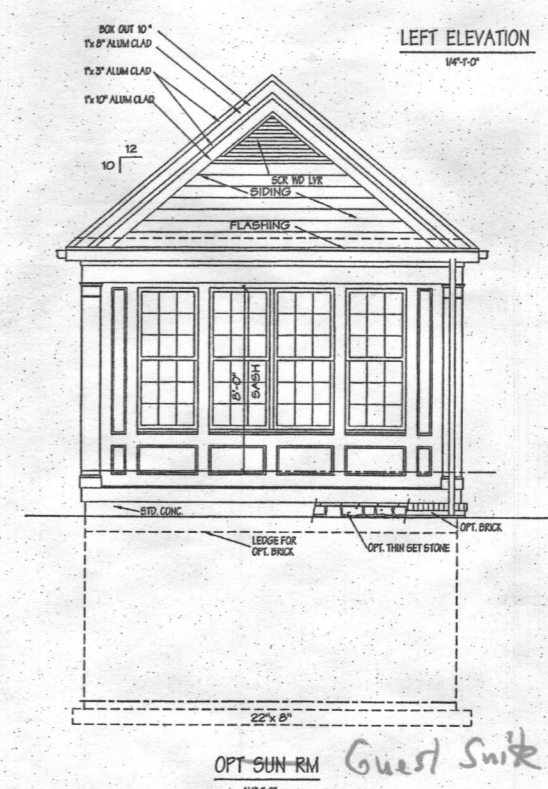 LEFT ELEVATION
1/4"-1'-0"
BOX OUT 10"
1"x 8" ALUM CLAD
1"x 3" ALUM CLAD
1"x 10" ALUM CLAD
12
10
SCR WD LVR
SIDING
FLASHING
8'-0"
SASH
STD. CONC.
OPT. BRICK
LEDGE FOR
OPT. BRICK
OPT. THIN SET STONE
22"x 8"
OPT SUN RM
Guest Suite